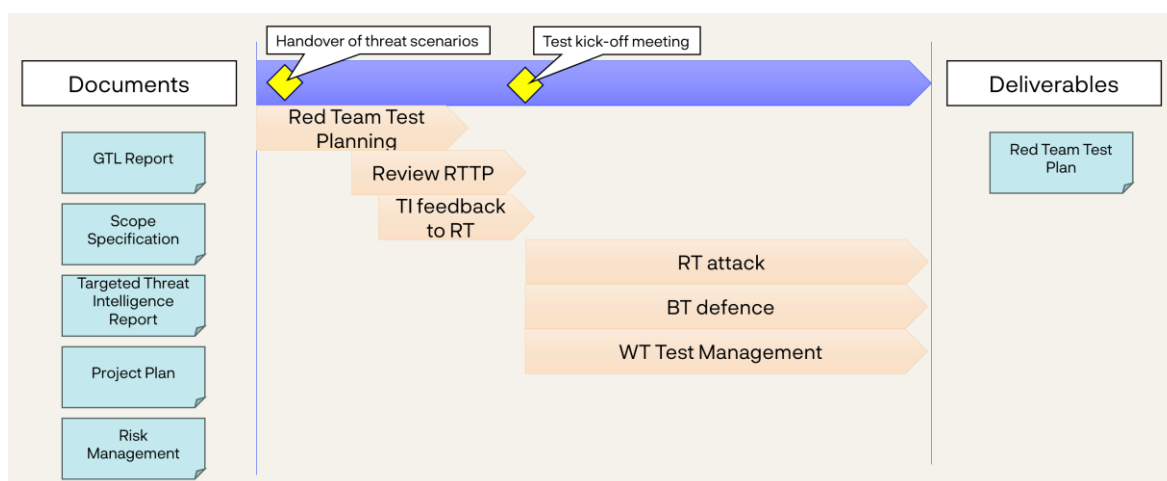 Handover of threat scenarios
Test kick-off meeting
Documents
Deliverables
Red Team Test
Planning
Review RTTP
TI feedback
to RT
RT attack
BT defence
WT Test Management
GTL Report
Scope
Specification
Targeted Threat
Intelligence
Report
Project Plan
Risk
Management
Red Team Test
Plan